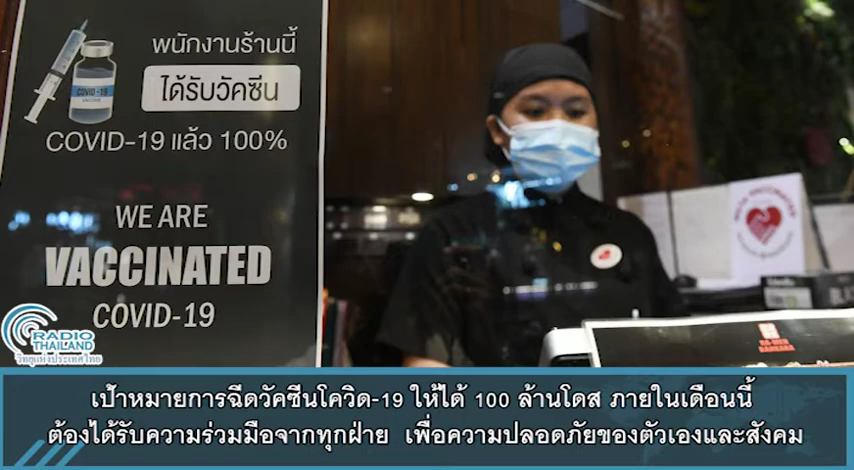 พนักงานร้านนี้
ได้รับวัคซีน
COVID-19 แล้ว 100%
COVID-19
VACCINE
WE ARE
VACCINATED
COVID-19
RADIO
THAILAND
วิทยุแห่งประเทศไทย
เป้าหมายการฉีดวัคซีนโควิด-19 ให้ได้ 100 ล้านโดส ภายในเดือนนี้
ต้องได้รับความร่วมมือจากทุกฝ่าย เพื่อความปลอดภัยของตัวเองและสังคม